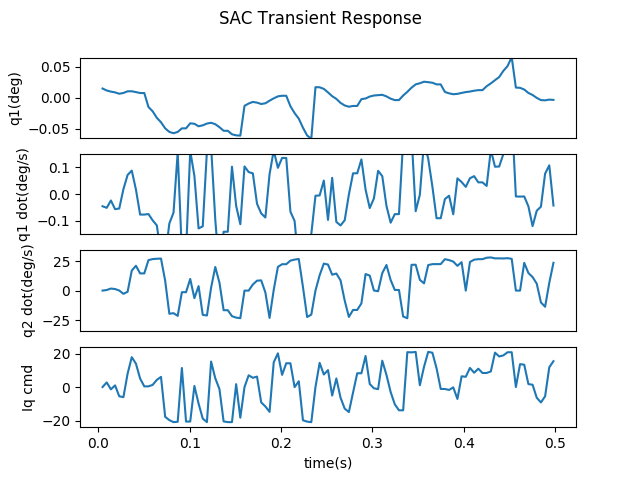 SAC Transient Response
q1(deg)
0.05
0.00
−0.05
q1 dot(deg/s)
0.1
0.0
−0.1
q2 dot(deg/s)
25
0
−25
Iq cmd
20
0
−20
0.0 0.1 0.2 0.3 0.4 0.5
time(s)